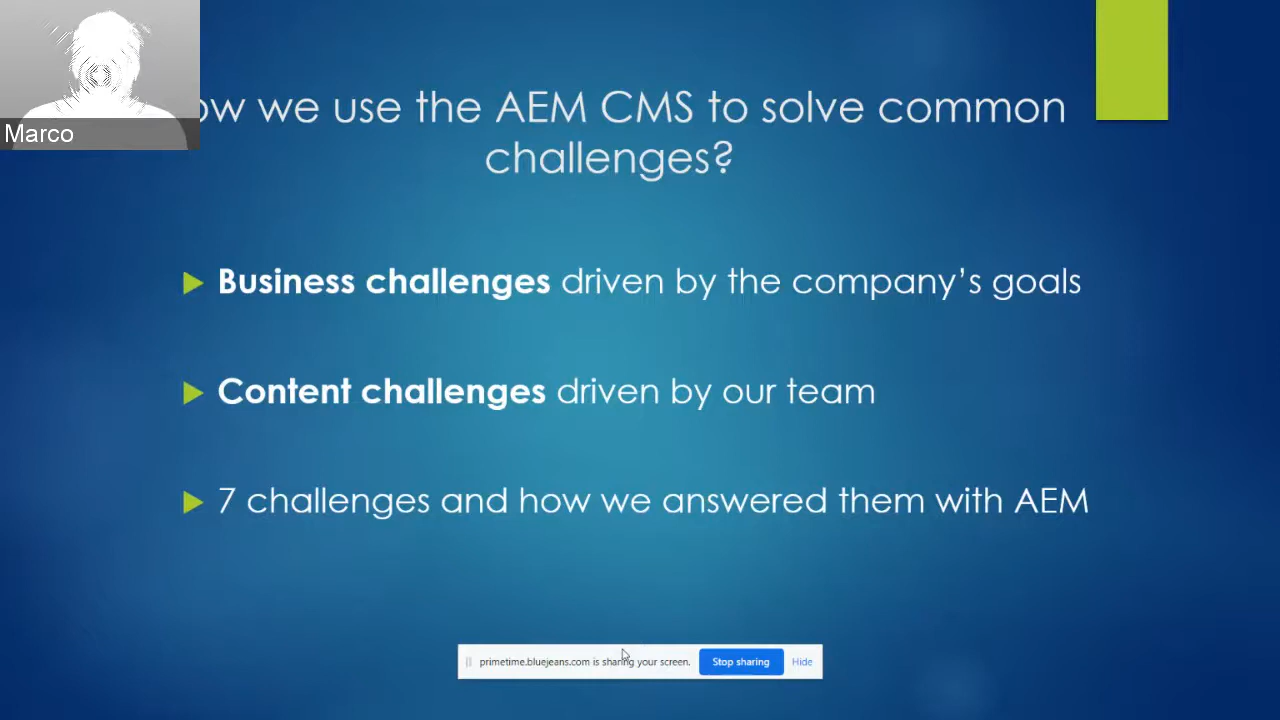 Marco
ow we use the AEM CMS to solve common
challenges?
Business challenges driven by the company’s goals
Content challenges driven by our team
7 challenges and how we answered them with AEM
primetime.bluejeans.com is sharing your screen. Stop sharing Hide